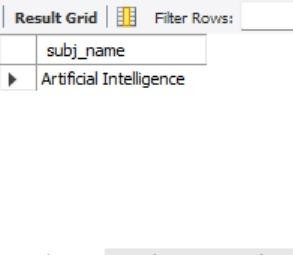 Result Grid Filter Rows:
subj_name
Artificial Intelligence